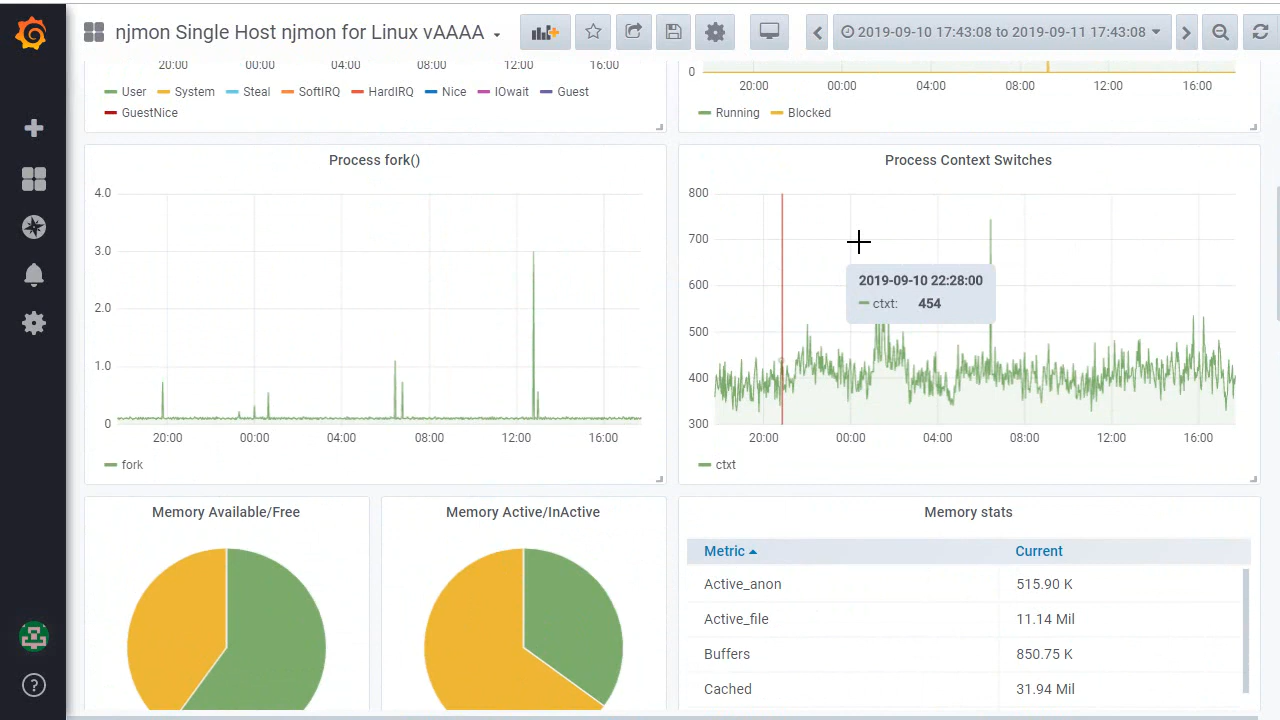 njmon Single Host njmon for Linux vAAAA
2019-09-10 17:43:08 to 2019-09-11 17:43:08
20:00 00:00 04:00 08:00 12:00 16:00
User System Steal SoftIRQ HardIRQ Nice IOwait Guest
GuestNice
0
20:00 00:00 04:00 08:00 12:00 16:00
Running Blocked
Process fork()
4.0
3.0
2.0
1.0
0
20:00 00:00 04:00 08:00 12:00 16:00
fork
Process Context Switches
800
700
600
500
400
300
2019-09-10 22:28:00
ctxt: 454
20:00 00:00 04:00 08:00 12:00 16:00
ctxt
Memory Available/Free
Memory Active/InActive
Memory stats
Metric Current
Active_anon 515.90 K
Active_file 11.14 Mil
Buffers 850.75 K
Cached 31.94 Mil